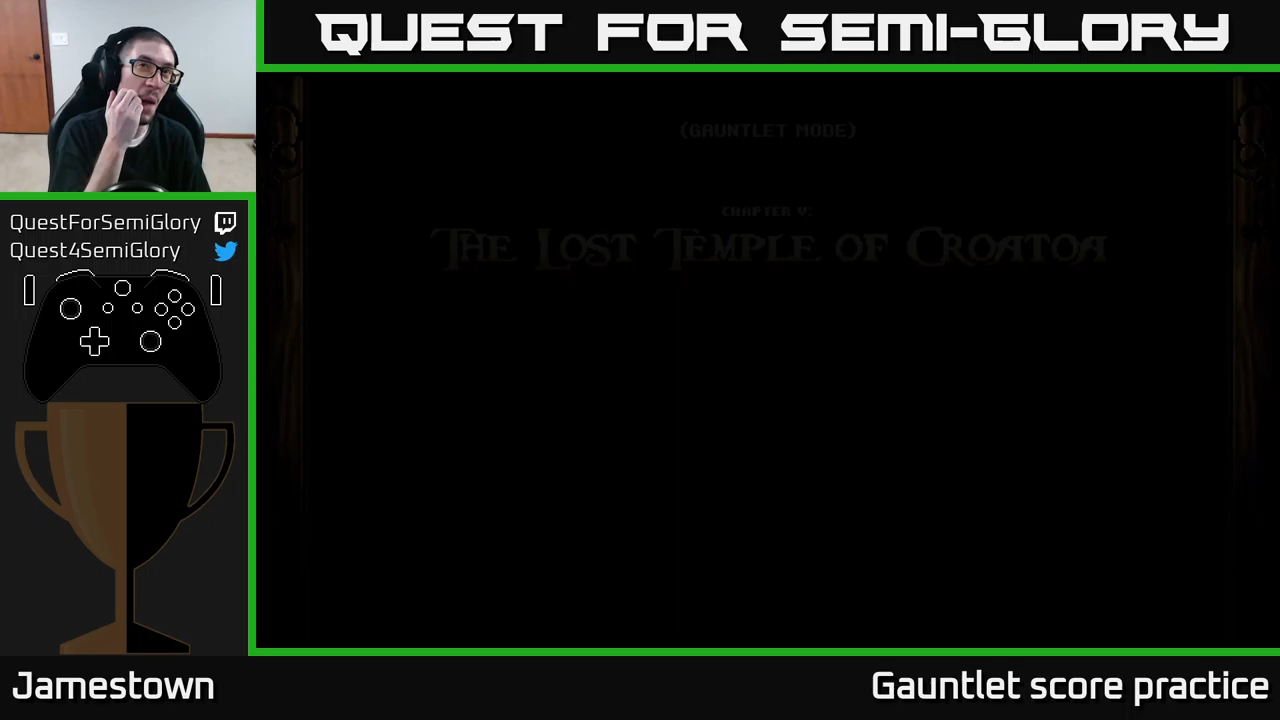 QUEST FOR SEMI-GLORY
QuestForSemiGlory
Quest4SemiGlory
(GAUNTLET MODE)
CHAPTER V:
THE LOST TEMPLE OF CROATOA
Jamestown
Gauntlet score practice